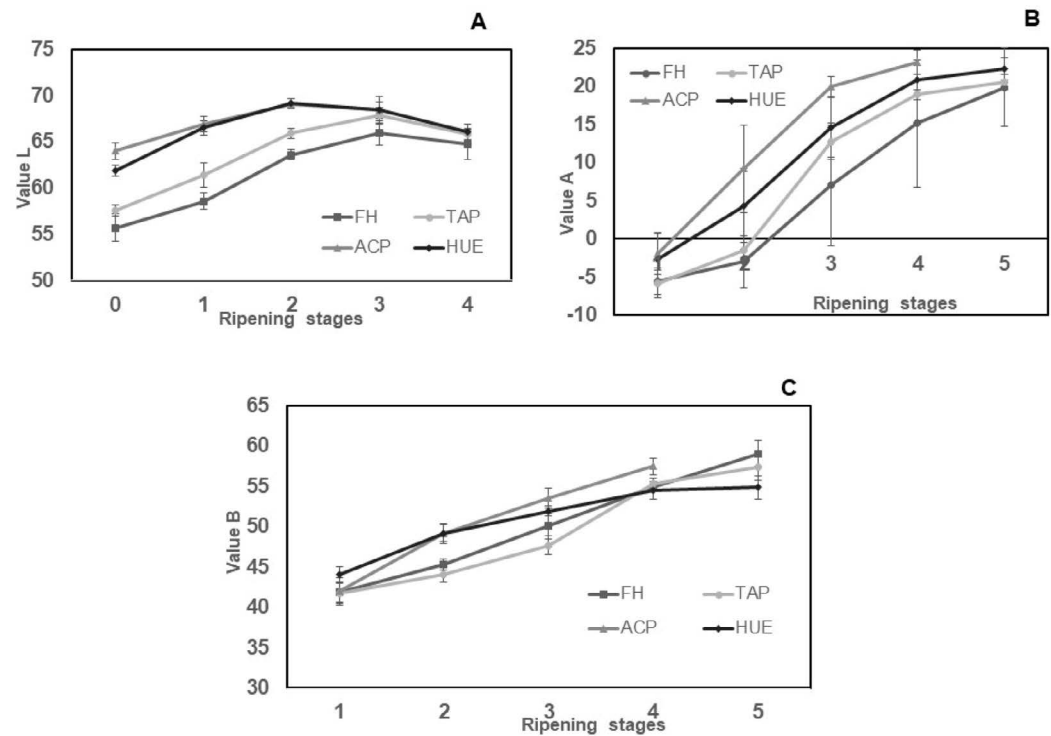 A
75
70
65
60
55
50
Value L
FH TAP
ACP HUE
0 1 2 3 4
Ripening stages
B
25
20
15
10
5
0
-5
-10
Value A
FH TAP
ACP HUE
3 4 5
Ripening stages
C
65
60
55
50
45
40
35
30
Value B
FH TAP
ACP HUE
1 2 3 4 5
Ripening stages